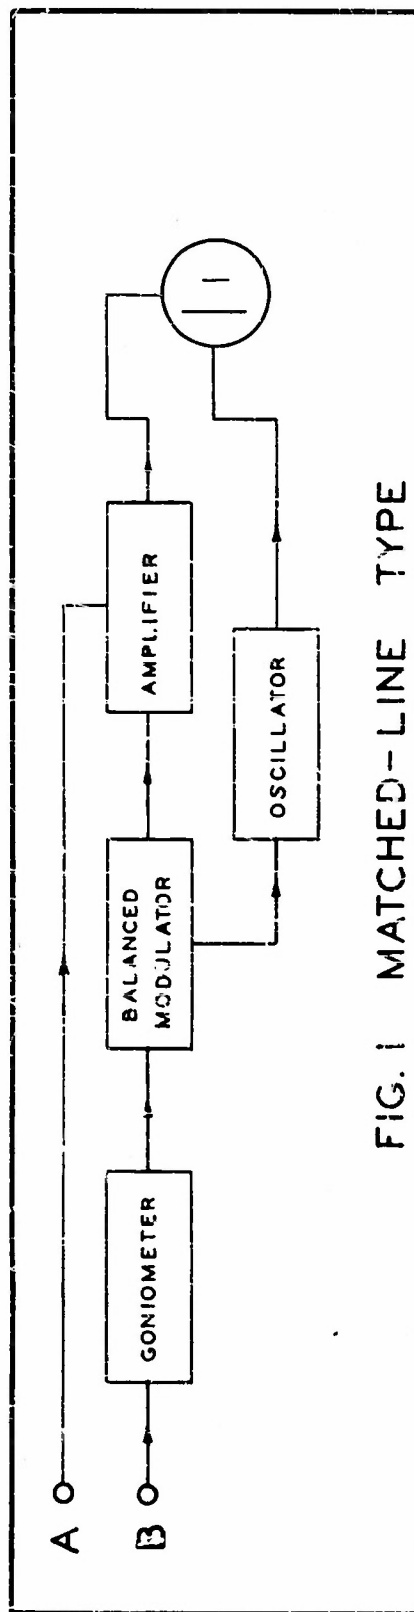 A
B
GONIOMETER
BALANCED
MODULATOR
AMPLIFIER
OSCILLATOR
FIG. 1 MATCHED-LINE TYPE